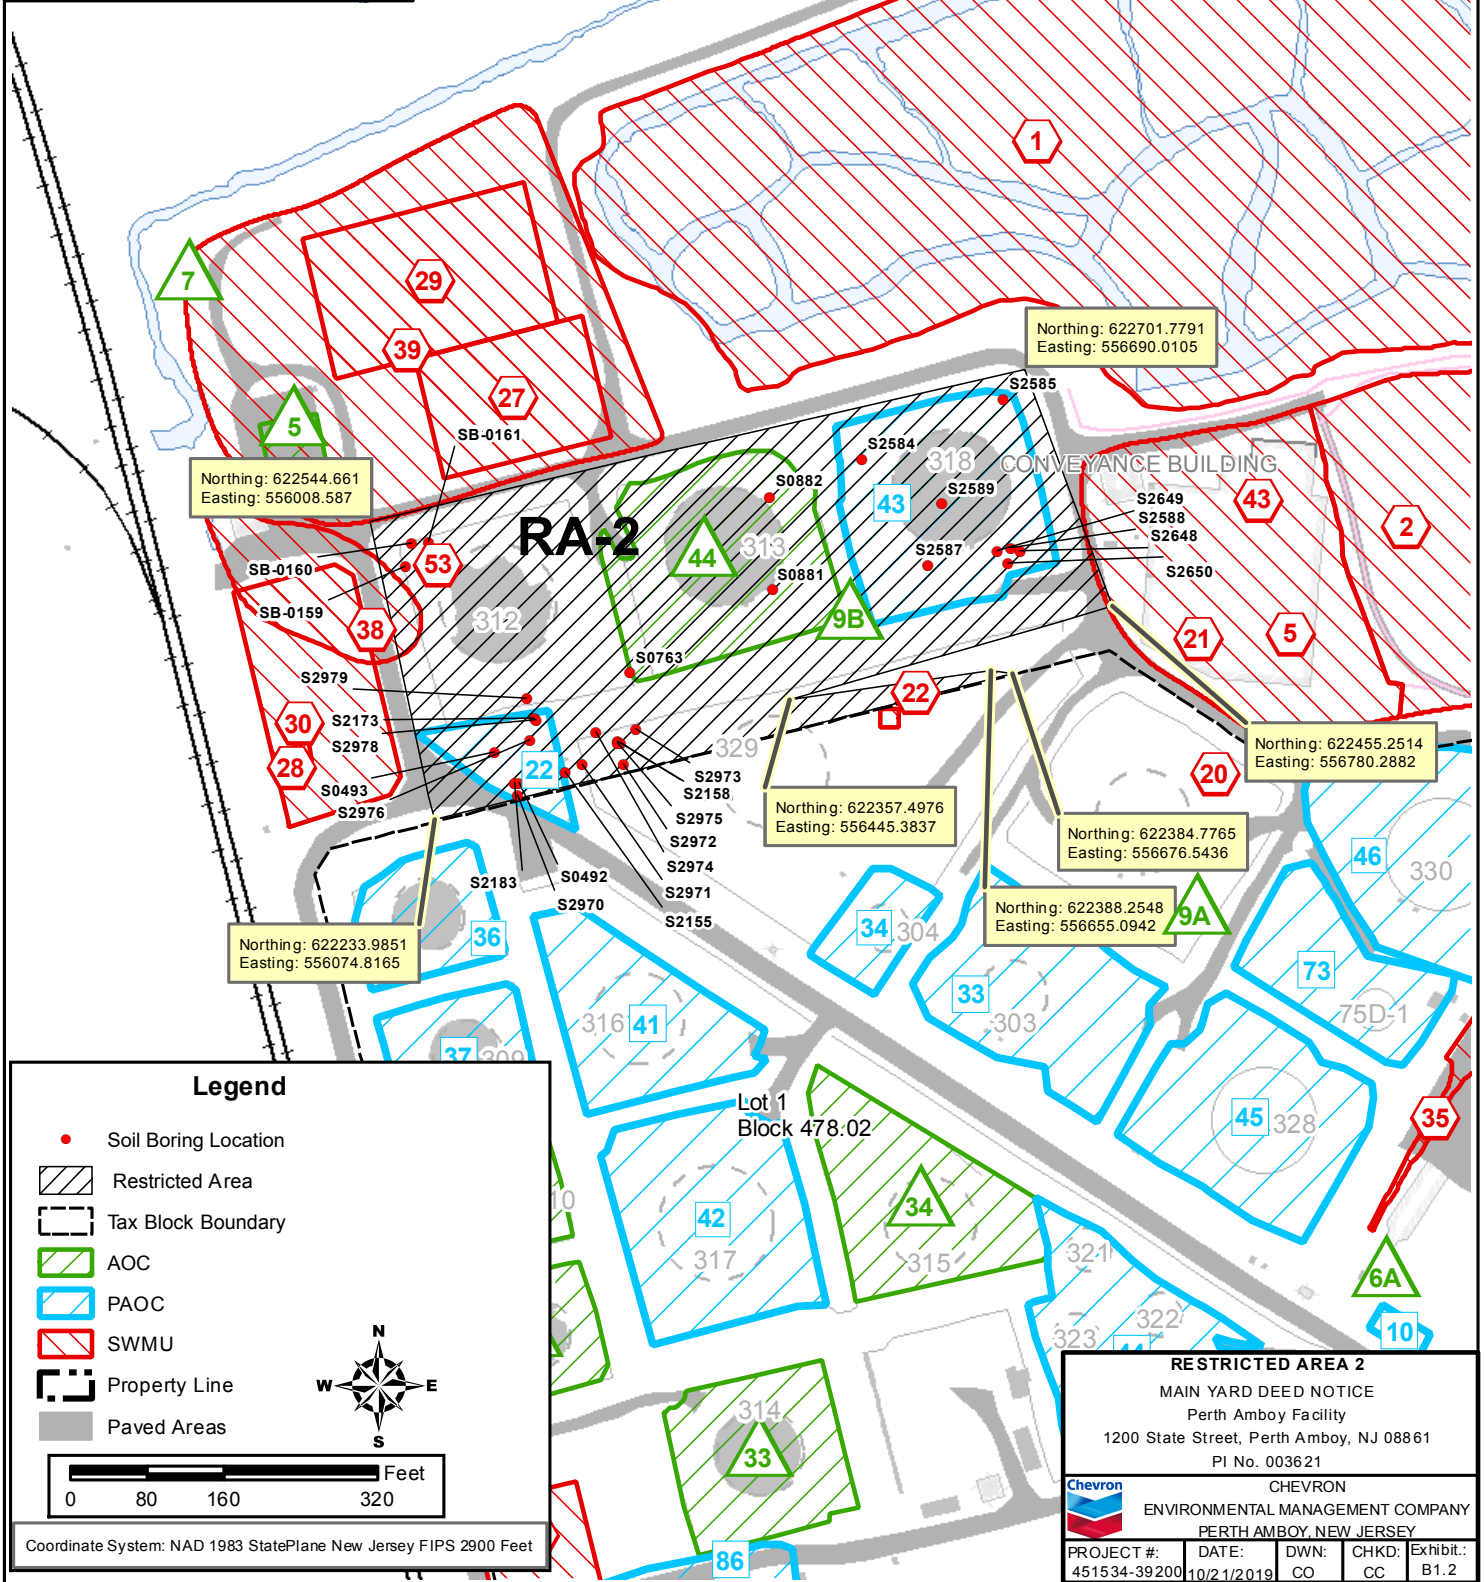 1
29
7
39
27
5
SB-0161
Northing: 622701.7791
Easting: 556690.0105
S2585
S2584
318
CONVEYANCE BUILDING
Northing: 622544.661
Easting: 556008.587
S0882
43
S2589
S2649
S2588
S2648
S2650
43
2
RA-2
313
44
S2587
SB-0160
53
S0881
SB-0159
38
312
9B
21
5
S0763
S2979
22
30
S2173
S2978
28
22
329
S0493
S2976
S2973
S2158
S2975
S2972
S2974
S2971
S2155
S2183
S0492
S2970
Northing: 622455.2514
Easting: 556780.2882
20
Northing: 622357.4976
Easting: 556445.3837
Northing: 622384.7765
Easting: 556676.5436
Northing: 622388.2548
Easting: 556655.0942
9A
46
330
36
Northing: 622233.9851
Easting: 556074.8165
34
304
33
303
73
75D-1
316
41
37
309
Lot 1
Block 478.02
45
328
35
42
317
34
315
321
322
323
44
6A
10
10
314
33
86
Legend
Soil Boring Location
Restricted Area
Tax Block Boundary
AOC
PAOC
SWMU
Property Line
Paved Areas
N
W E
S
Feet
0 80 160 320
Coordinate System: NAD 1983 StatePlane New Jersey FIPS 2900 Feet
RESTRICTED AREA 2
MAIN YARD DEED NOTICE
Perth Amboy Facility
1200 State Street, Perth Amboy, NJ 08861
PI No. 003621
Chevron
CHEVRON
ENVIRONMENTAL MANAGEMENT COMPANY
PERTH AMBOY, NEW JERSEY
PROJECT #: DATE: DWN: CHKD: Exhibit.:
451534-39200 10/21/2019 CO CC B1.2